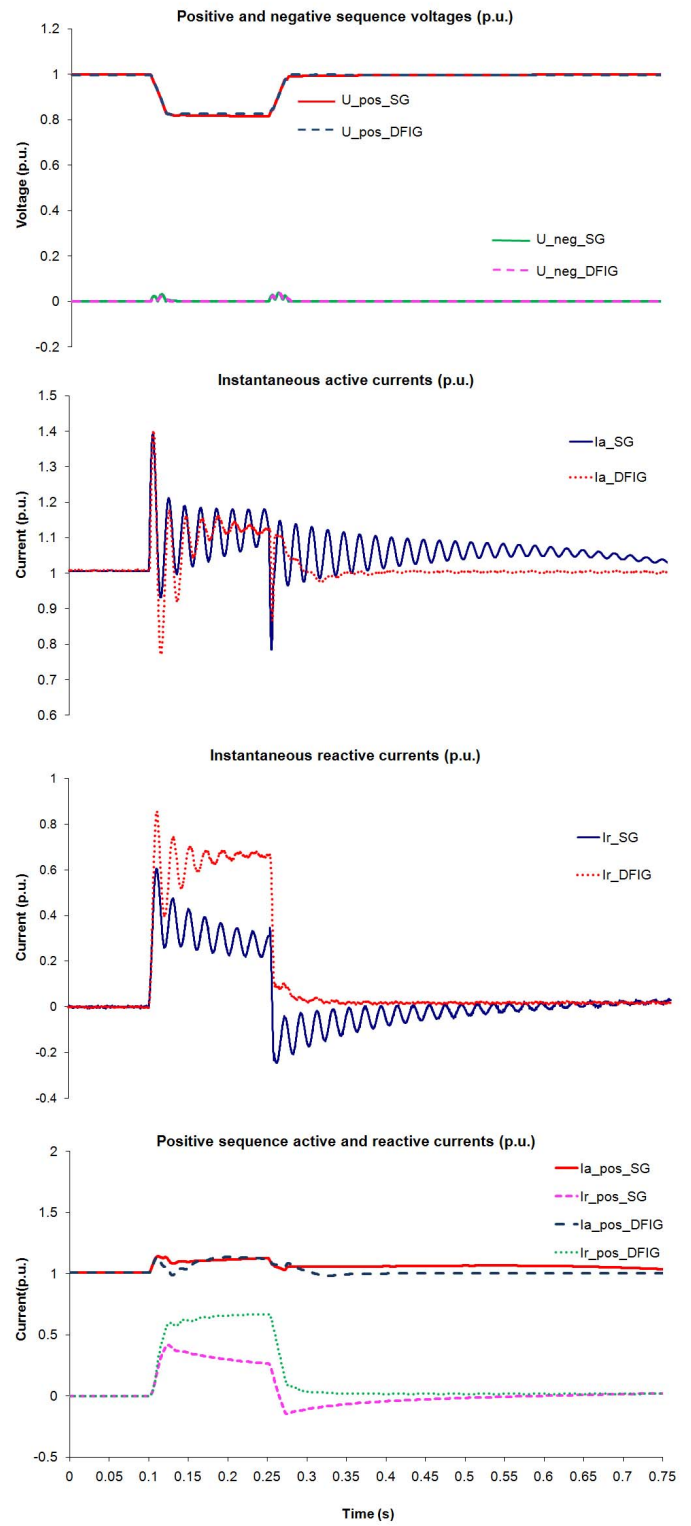 Positive and negative sequence voltages (p.u.)
1.2
1
0.8
0.6
0.4
0.2
0
-0.2
Voltage (p.u.)
U_pos_SG
U_pos_DFIG
U_neg_SG
U_neg_DFIG
Instantaneous active currents (p.u.)
1.5
1.4
1.3
1.2
1.1
1
0.9
0.8
0.7
0.6
Current (p.u.)
Ia_SG
Ia_DFIG
Instantaneous reactive currents (p.u.)
1
0.8
0.6
0.4
0.2
0
-0.2
-0.4
Current (p.u.)
Ir_SG
Ir_DFIG
Positive sequence active and reactive currents (p.u.)
2
1.5
1
0.5
0
-0.5
Current(p.u.)
Ia_pos_SG
Ir_pos_SG
Ia_pos_DFIG
Ir_pos_DFIG
0 0.05 0.1 0.15 0.2 0.25 0.3 0.35 0.4 0.45 0.5 0.55 0.6 0.65 0.7 0.75
Time (s)